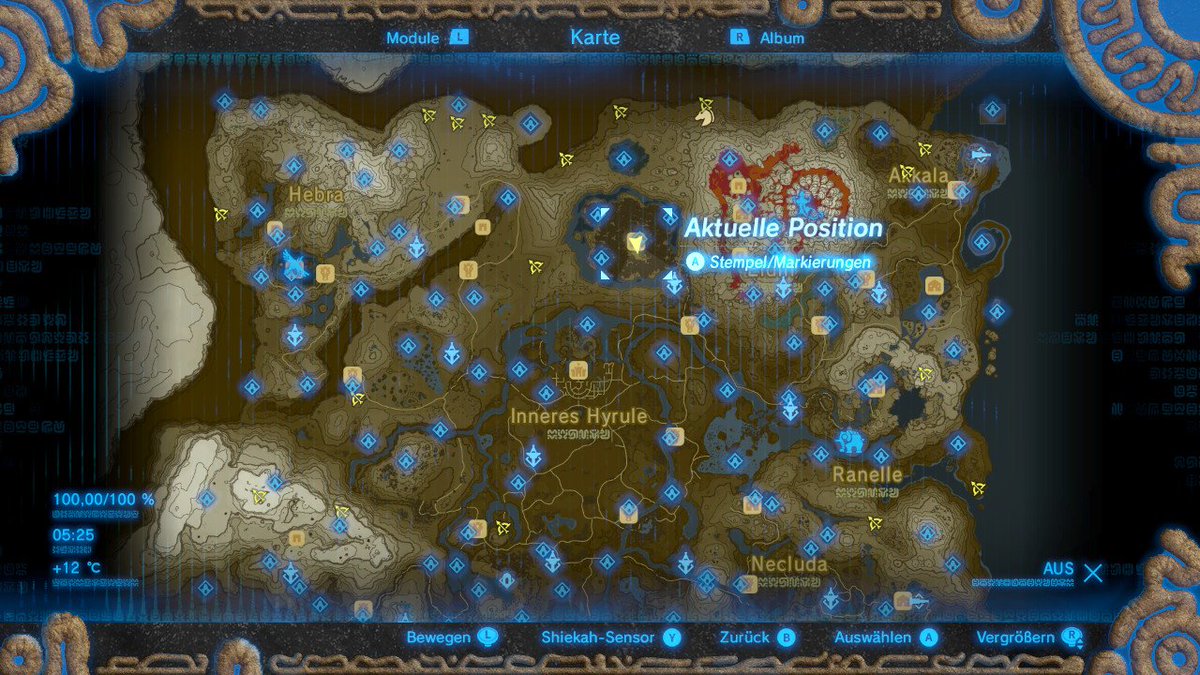 Module L
Karte
R Album
Hebra
Akkala
Aktuelle Position
A Stempel/Markierungen
Inneres Hyrule
Ranelle
100,00/100 %
05:25
+12 °C
Necluda
AUS
Bewegen L
Shiekah-Sensor Y
Zurück B
Auswählen A
Vergrößern R